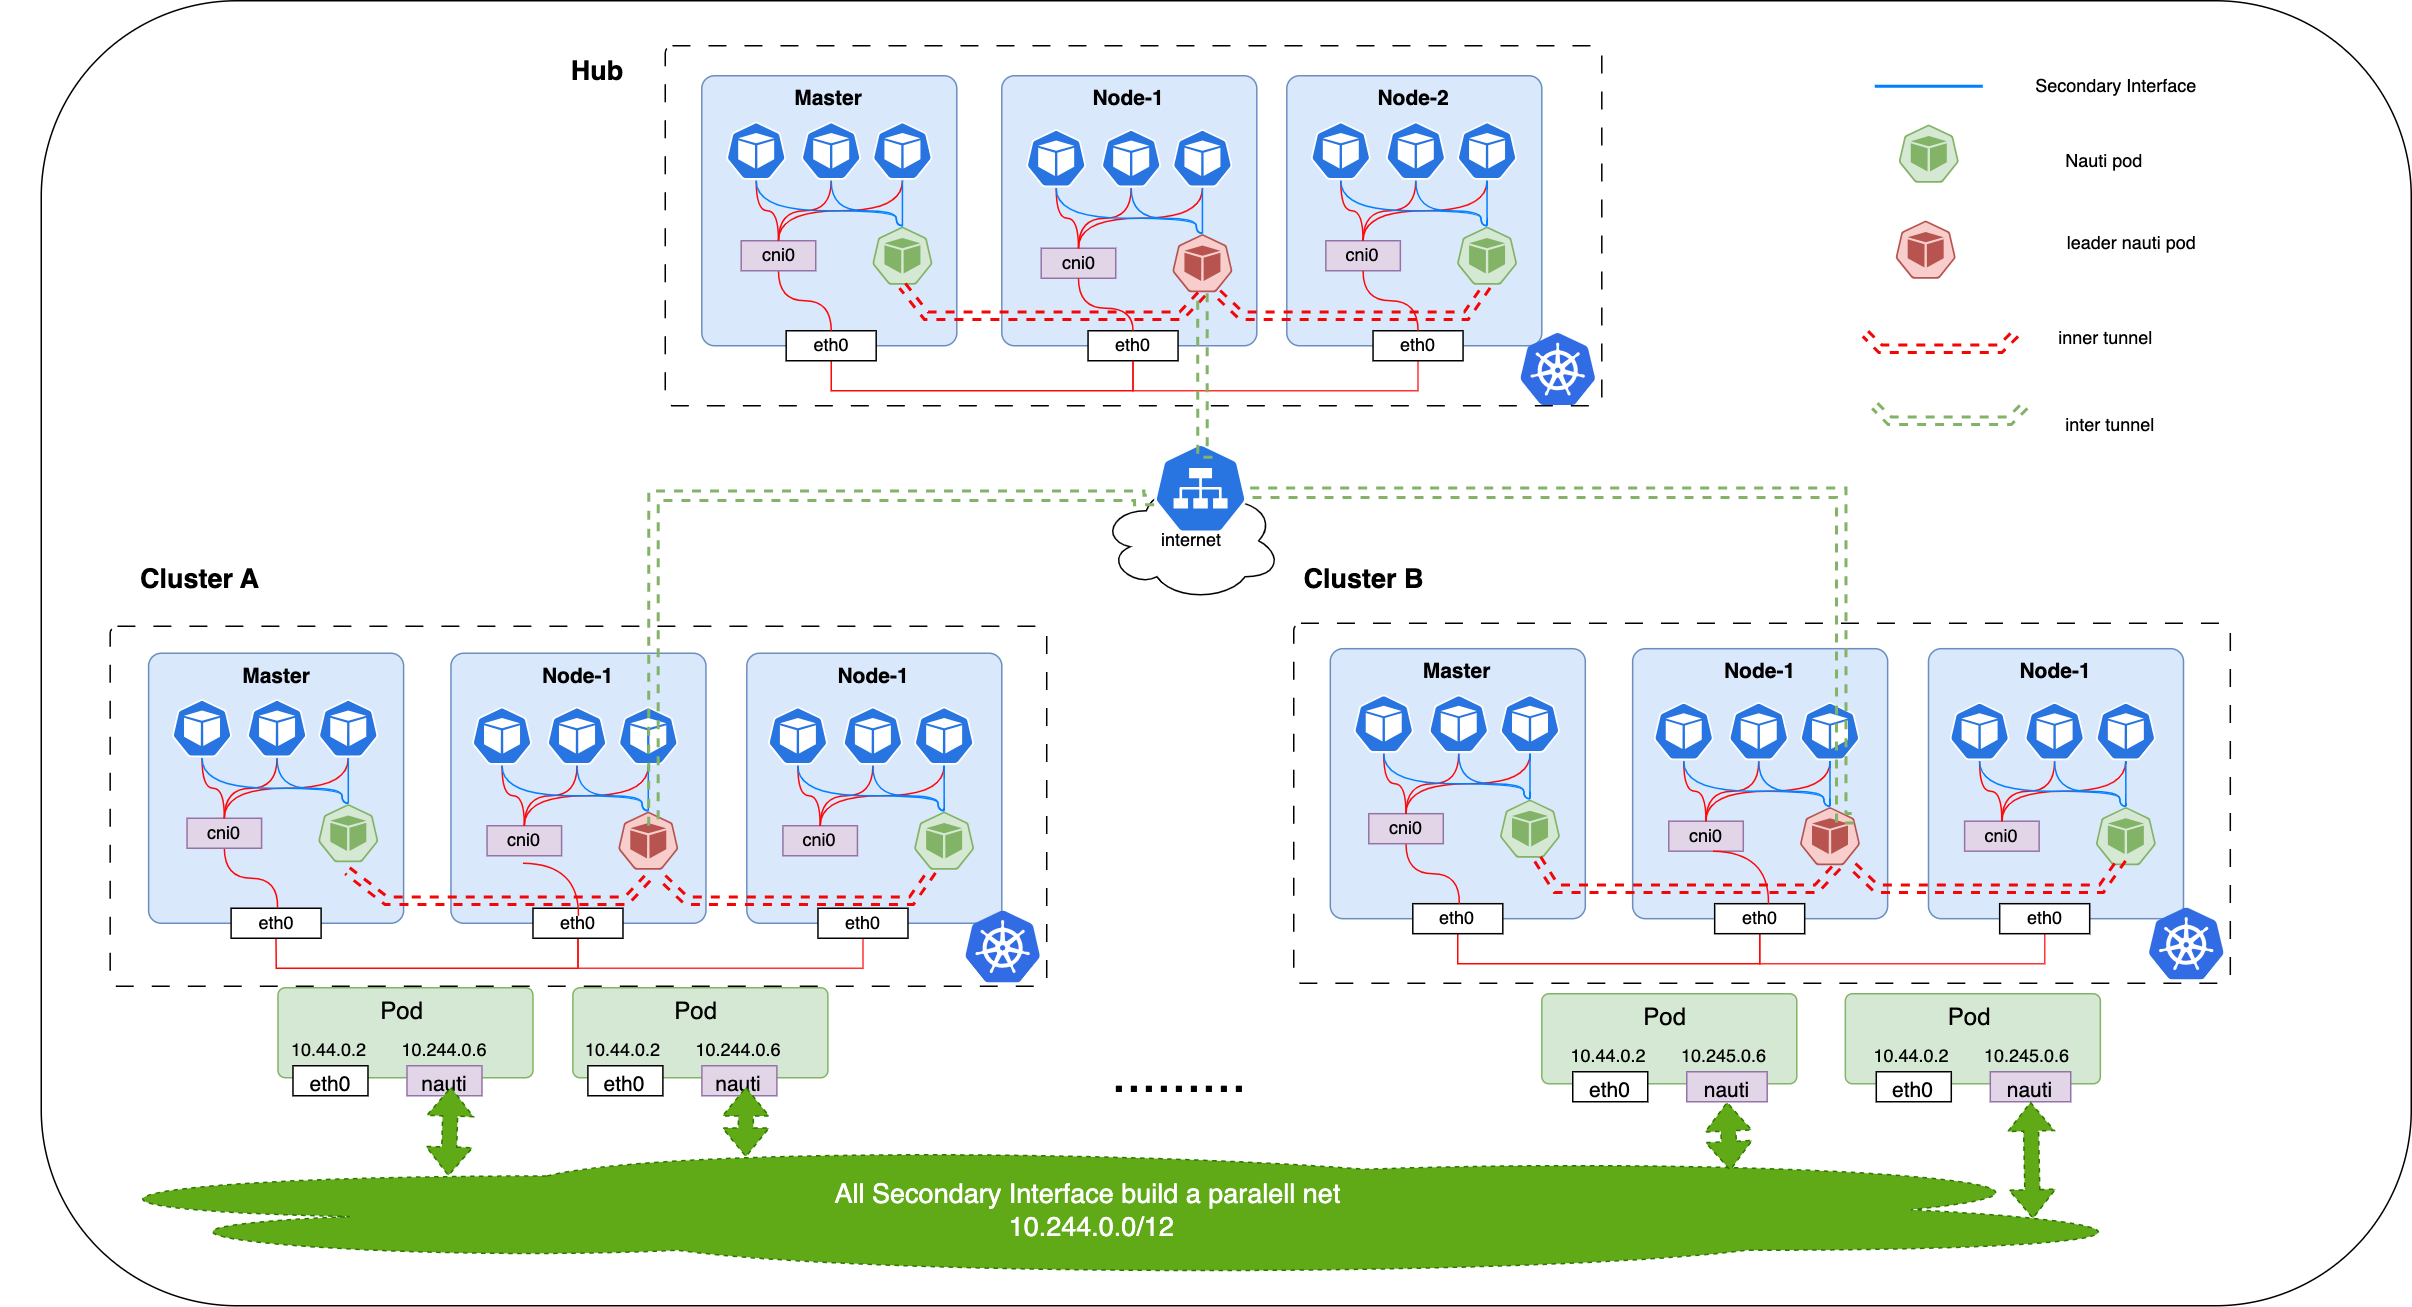 Hub
Master
Node-1
Node-2
cni0
cni0
cni0
eth0
eth0
eth0
Secondary Interface
Nauti pod
leader nauti pod
inner tunnel
inter tunnel
internet
Cluster A
Master
Node-1
Node-1
cni0
cni0
cni0
eth0
eth0
eth0
Cluster B
Master
Node-1
Node-1
cni0
cni0
cni0
eth0
eth0
eth0
Pod
10.44.0.2
10.244.0.6
eth0
nauti
Pod
10.44.0.2
10.244.0.6
eth0
nauti
.........
Pod
10.44.0.2
10.245.0.6
eth0
nauti
Pod
10.44.0.2
10.245.0.6
eth0
nauti
All Secondary Interface build a paralell net
10.244.0.0/12